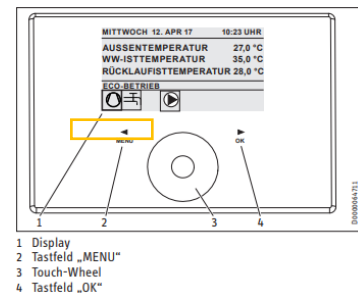 MITTWOCH 12. APR 17 10:23 UHR
AUSSENTEMPERATUR 27,0 °C
WW-ISTTEMPERATUR 35,0 °C
RÜCKLAUFISTTEMPERATUR 28,0 °C
ECO-BETRIEB
MENU OK
1 2 3 4
D0000064711
1 Display
2 Tastfeld „MENU“
3 Touch-Wheel
4 Tastfeld „OK“